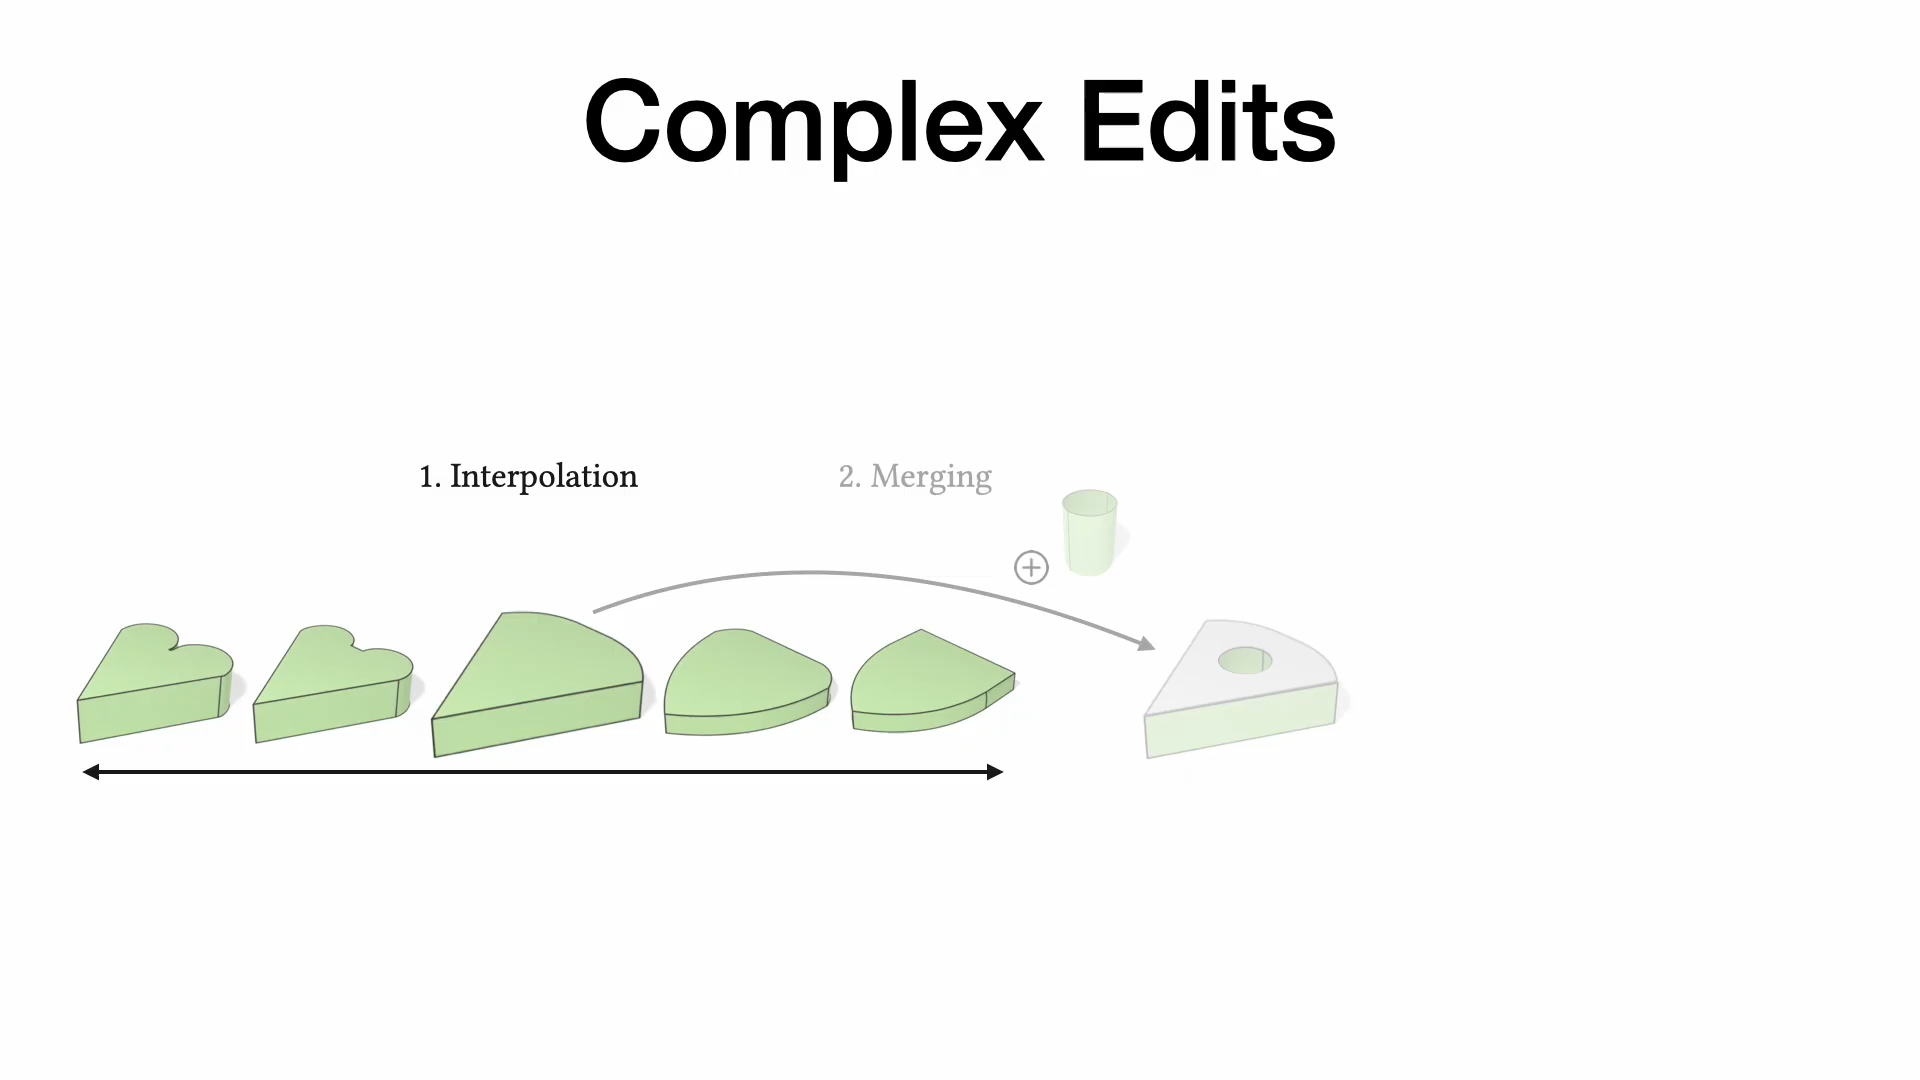 Complex Edits
1. Interpolation
2. Merging